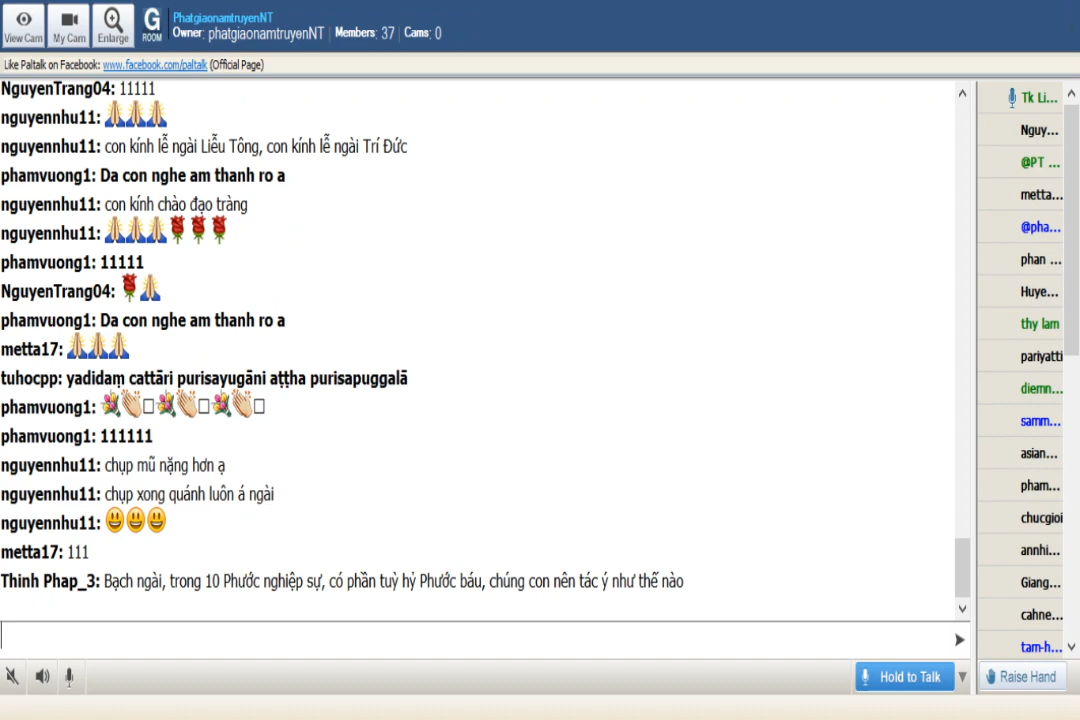 View Cam
My Cam
Enlarge
G
ROOM
PhatgiaonamtruyenNT
Owner: phatgiaonamtruyenNT | Members: 37 | Cams: 0
Like Paltalk on Facebook: www.facebook.com/paltalk (Official Page)
NguyenTrang04: 11111
nguyennhu11: 🙏🙏🙏
nguyennhu11: con kính lễ ngài Liễu Tông, con kính lễ ngài Trí Đức
phamvuong1: Da con nghe am thanh ro a
nguyennhu11: con kính chào đạo tràng
nguyennhu11: 🙏🙏🙏🌹🌹🌹
phamvuong1: 11111
NguyenTrang04: 🌹🙏
phamvuong1: Da con nghe am thanh ro a
metta17: 🙏🙏🙏
tuhocpp: yadidaṃ cattāri purisayugāni aṭṭha purisapuggalā
phamvuong1: 💐👏□💐👏□💐👏□
phamvuong1: 111111
nguyennhu11: chụp mũ nặng hơn ạ
nguyennhu11: chụp xong quánh luôn á ngài
nguyennhu11: 😃😃😃
metta17: 111
Thinh Phap_3: Bạch ngài, trong 10 Phước nghiệp sự, có phần tuỳ hỷ Phước báu, chúng con nên tác ý như thế nào
Tk Li...
Nguy...
@PT ...
metta...
@pha...
phan ...
Huye...
thy lam
pariyatti
diemn...
samm...
asian...
pham...
chucgioi
annhi...
Giang...
cahne...
tam-h...
Hold to Talk
Raise Hand